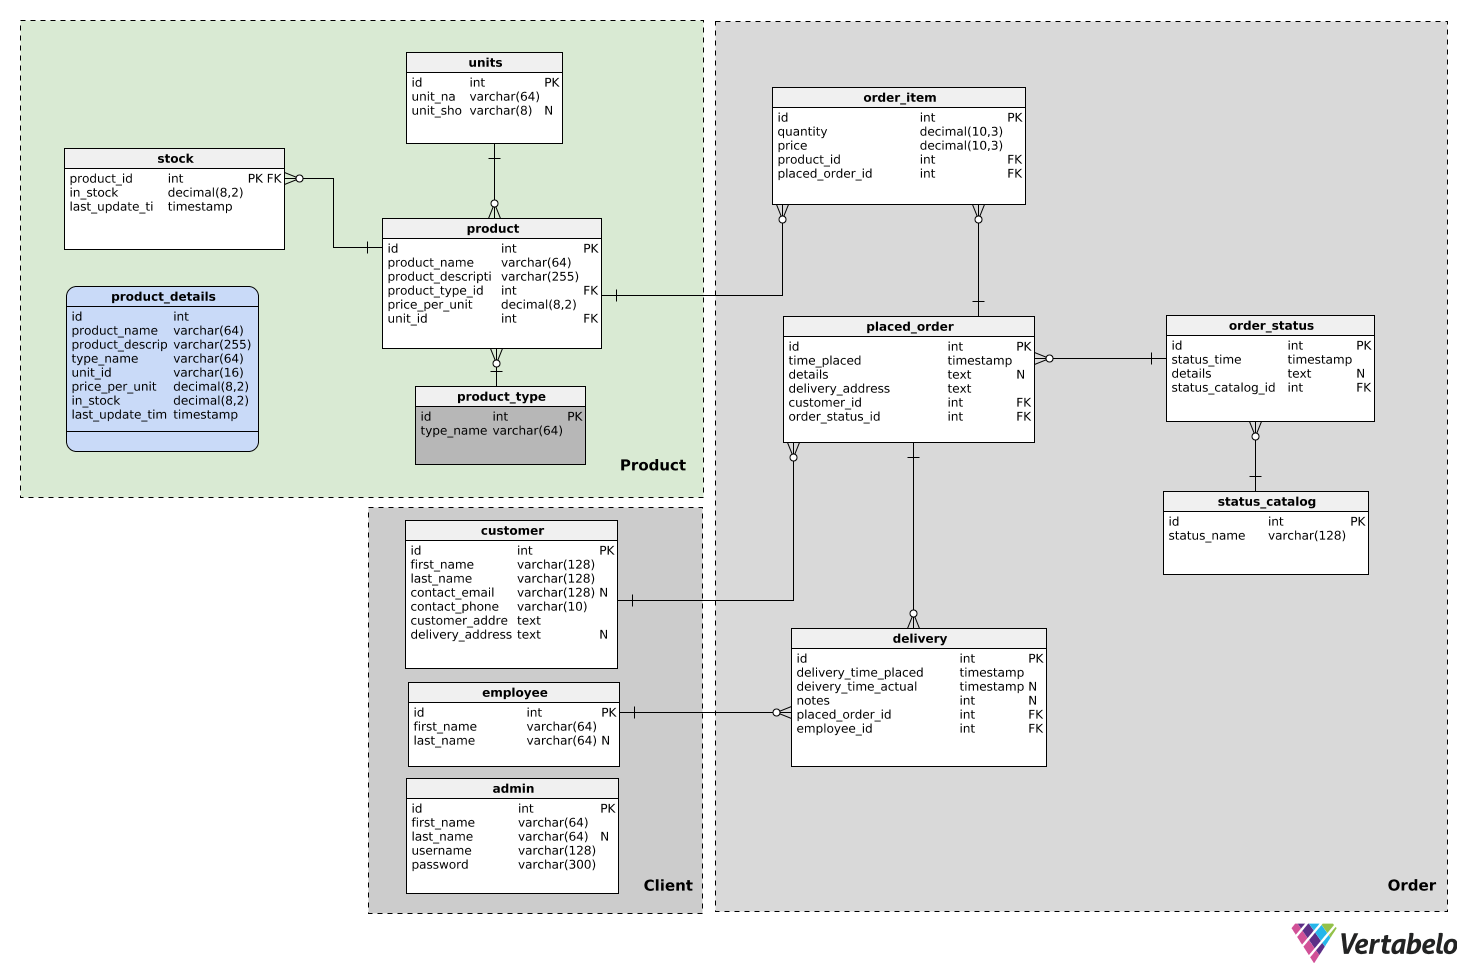 units
id int PK
unit_na varchar(64)
unit_sho varchar(8) N
stock
product_id int PK FK
in_stock decimal(8,2)
last_update_ti timestamp
product
id int PK
product_name varchar(64)
product_descripti varchar(255)
product_type_id int FK
price_per_unit decimal(8,2)
unit_id int FK
product_details
id int
product_name varchar(64)
product_descrip varchar(255)
type_name varchar(64)
unit_id varchar(16)
price_per_unit decimal(8,2)
in_stock decimal(8,2)
last_update_tim timestamp
product_type
id int PK
type_name varchar(64)
Product
customer
id int PK
first_name varchar(128)
last_name varchar(128)
contact_email varchar(128) N
contact_phone varchar(10)
customer_addre text
delivery_address text N
employee
id int PK
first_name varchar(64)
last_name varchar(64) N
admin
id int PK
first_name varchar(64)
last_name varchar(64) N
username varchar(128)
password varchar(300)
Client
order_item
id int PK
quantity decimal(10,3)
price decimal(10,3)
product_id int FK
placed_order_id int FK
placed_order
id int PK
time_placed timestamp
details text N
delivery_address text
customer_id int FK
order_status_id int FK
order_status
id int PK
status_time timestamp
details text N
status_catalog_id int FK
status_catalog
id int PK
status_name varchar(128)
delivery
id int PK
delivery_time_placed timestamp
deivery_time_actual timestamp N
notes int N
placed_order_id int FK
employee_id int FK
Order
Vertabelo